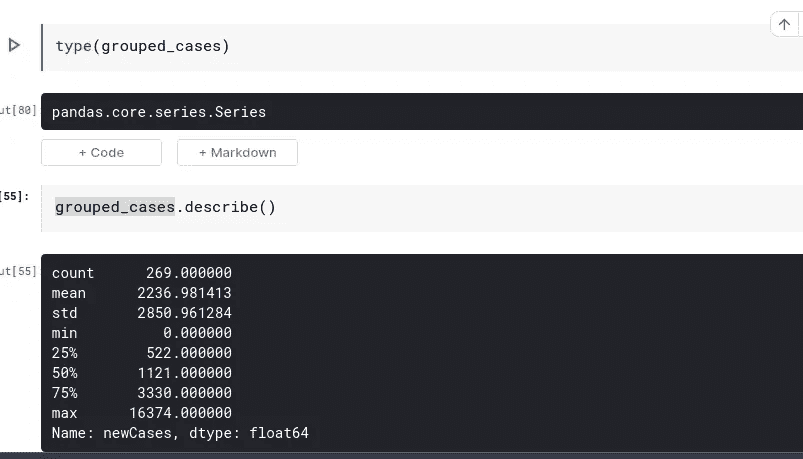 type(grouped_cases)
ut[80]
pandas.core.series.Series
+ Code
+ Markdown
[55]:
grouped_cases.describe()
ut[55]
count 269.000000
mean 2236.981413
std 2850.961284
min 0.000000
25% 522.000000
50% 1121.000000
75% 3330.000000
max 16374.000000
Name: newCases, dtype: float64